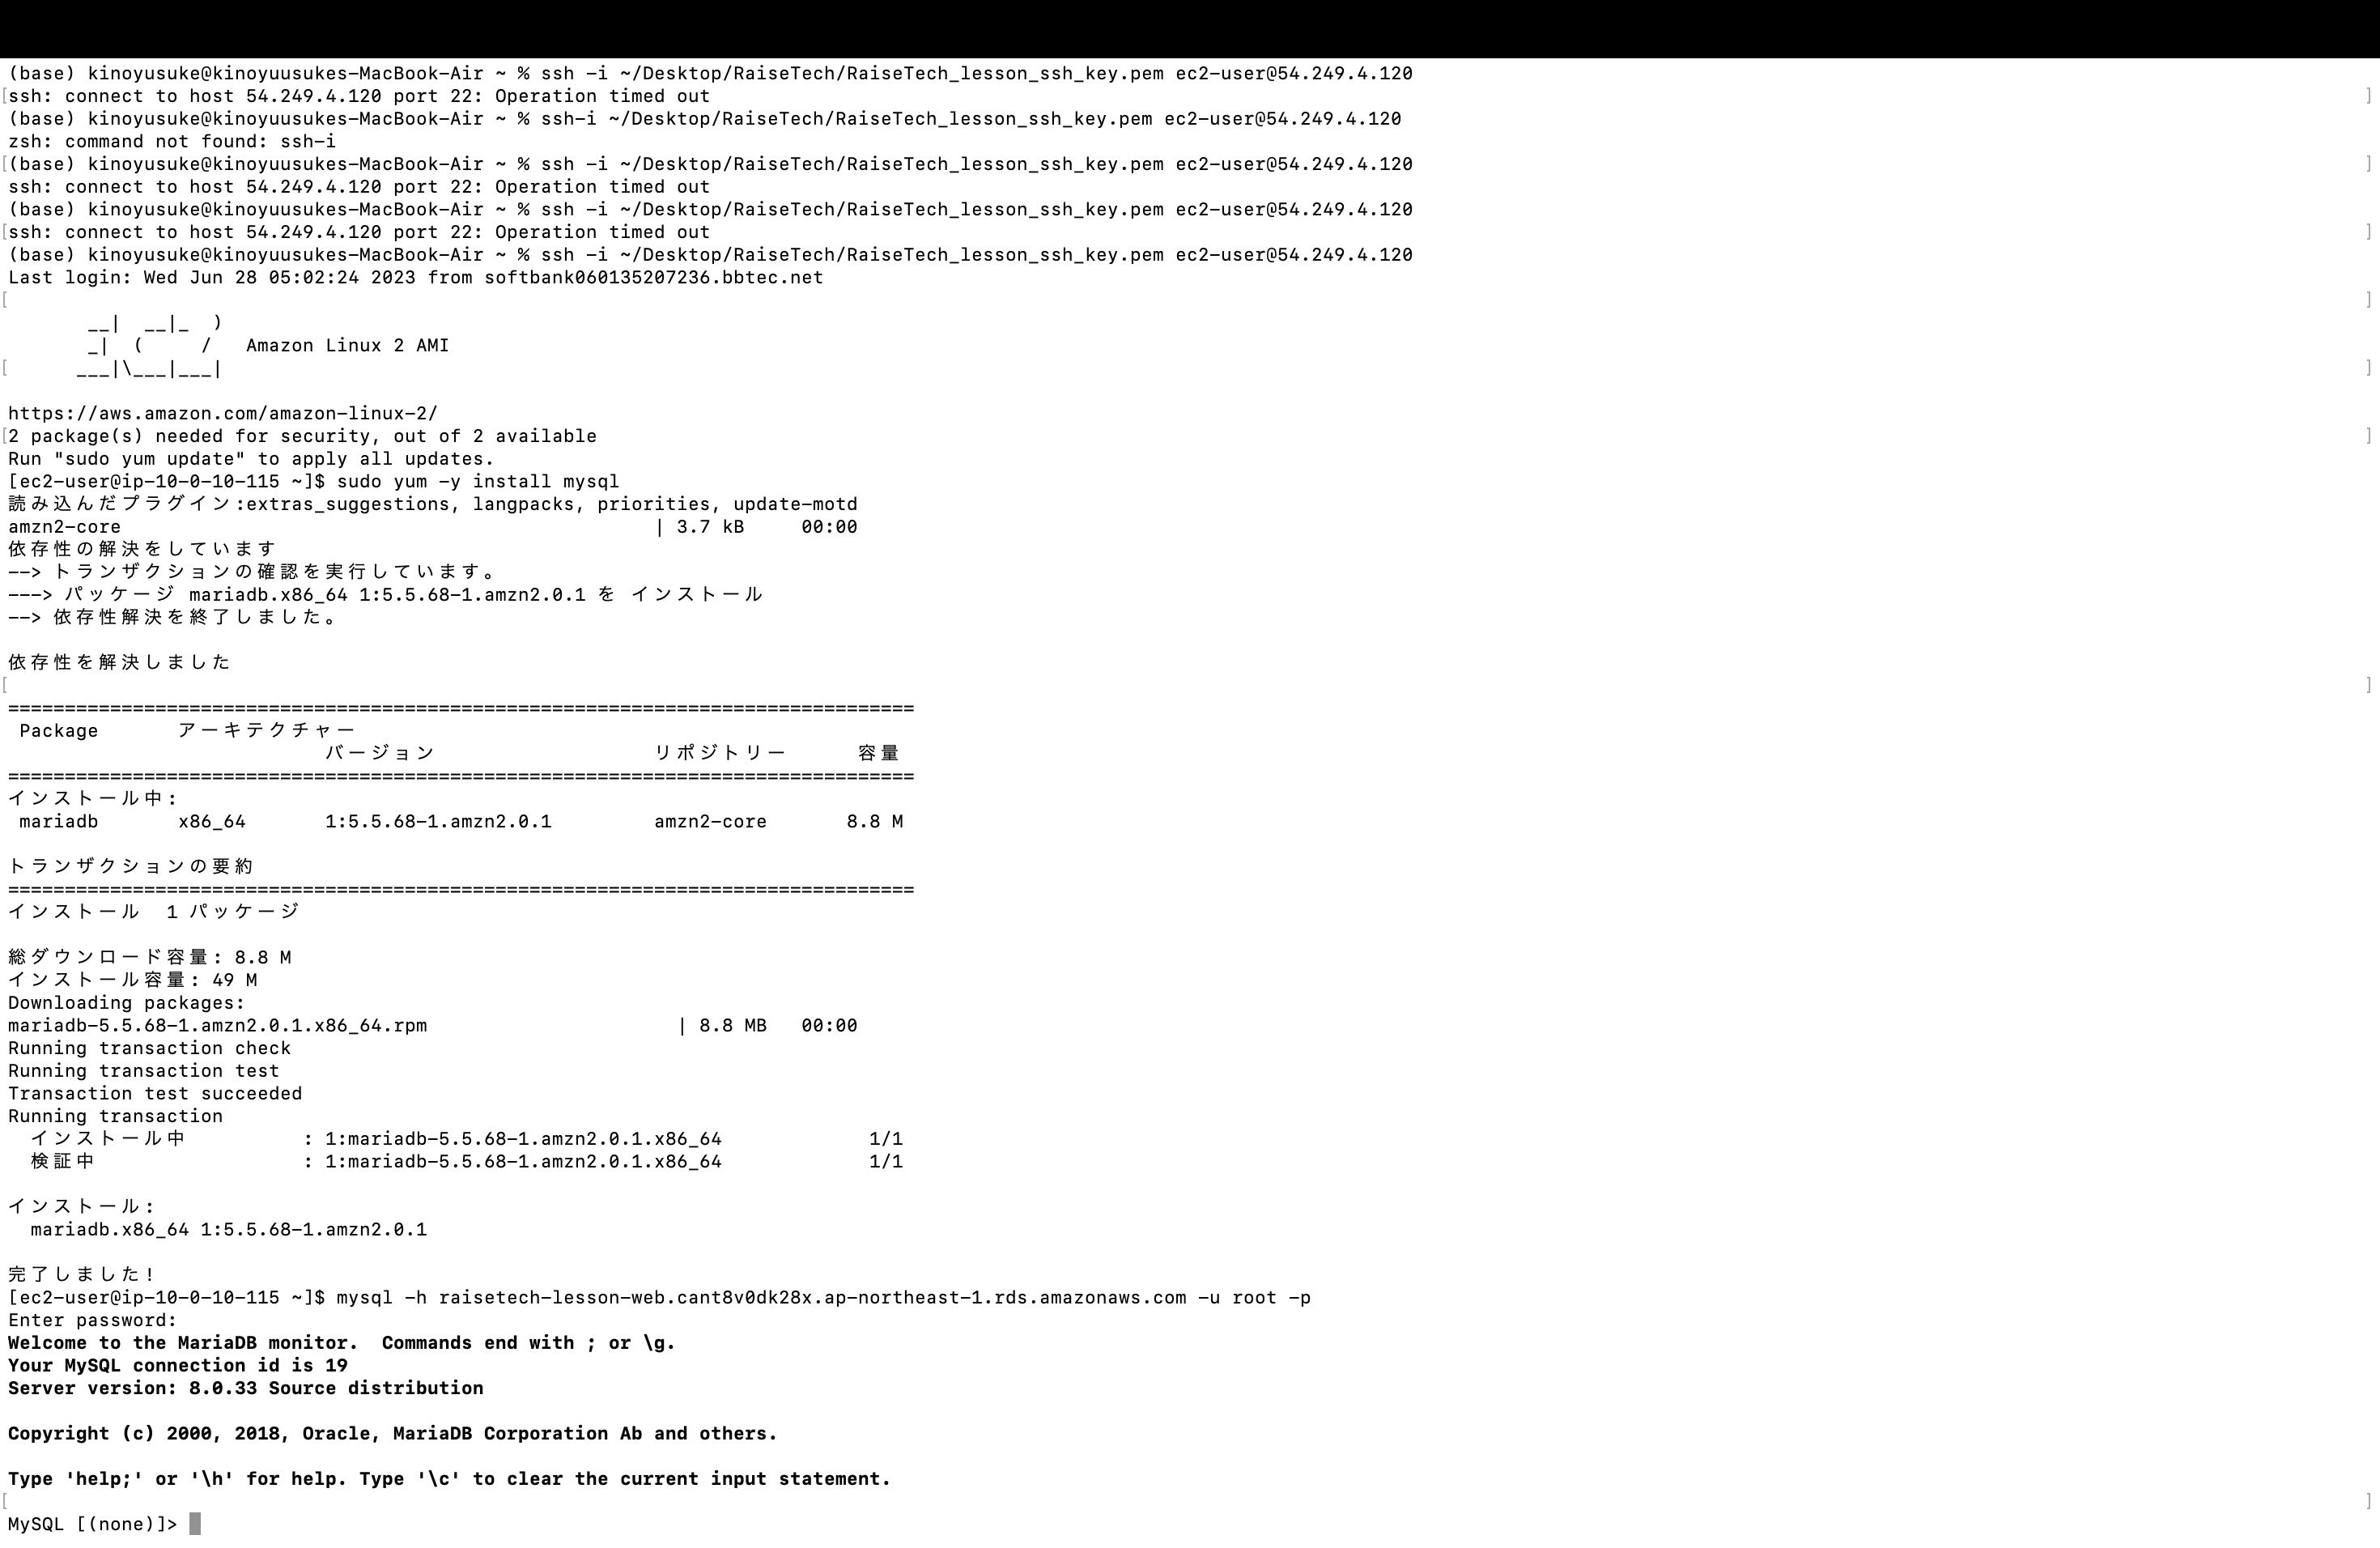 (base) kinoyusuke@kinoyuusukes-MacBook-Air ~ % ssh -i ~/Desktop/RaiseTech/RaiseTech_lesson_ssh_key.pem ec2-user@54.249.4.120
[ssh: connect to host 54.249.4.120 port 22: Operation timed out ]
(base) kinoyusuke@kinoyuusukes-MacBook-Air ~ % ssh-i ~/Desktop/RaiseTech/RaiseTech_lesson_ssh_key.pem ec2-user@54.249.4.120
zsh: command not found: ssh-i
[(base) kinoyusuke@kinoyuusukes-MacBook-Air ~ % ssh -i ~/Desktop/RaiseTech/RaiseTech_lesson_ssh_key.pem ec2-user@54.249.4.120 ]
ssh: connect to host 54.249.4.120 port 22: Operation timed out
(base) kinoyusuke@kinoyuusukes-MacBook-Air ~ % ssh -i ~/Desktop/RaiseTech/RaiseTech_lesson_ssh_key.pem ec2-user@54.249.4.120
[ssh: connect to host 54.249.4.120 port 22: Operation timed out ]
(base) kinoyusuke@kinoyuusukes-MacBook-Air ~ % ssh -i ~/Desktop/RaiseTech/RaiseTech_lesson_ssh_key.pem ec2-user@54.249.4.120
Last login: Wed Jun 28 05:02:24 2023 from softbank060135207236.bbtec.net
[ ]
       __|  __|_  )
       _|  (     /   Amazon Linux 2 AMI
[      ___|\___|___| ]
https://aws.amazon.com/amazon-linux-2/
[2 package(s) needed for security, out of 2 available ]
Run "sudo yum update" to apply all updates.
[ec2-user@ip-10-0-10-115 ~]$ sudo yum -y install mysql
読み込んだプラグイン:extras_suggestions, langpacks, priorities, update-motd
amzn2-core | 3.7 kB 00:00
依存性の解決をしています
--> トランザクションの確認を実行しています。
---> パッケージ mariadb.x86_64 1:5.5.68-1.amzn2.0.1 を インストール
--> 依存性解決を終了しました。
依存性を解決しました
[ ]
================================================================================
Package アーキテクチャー
バージョン リポジトリー 容量
================================================================================
インストール中:
mariadb x86_64 1:5.5.68-1.amzn2.0.1 amzn2-core 8.8 M
トランザクションの要約
================================================================================
インストール 1 パッケージ
総ダウンロード容量: 8.8 M
インストール容量: 49 M
Downloading packages:
mariadb-5.5.68-1.amzn2.0.1.x86_64.rpm | 8.8 MB 00:00
Running transaction check
Running transaction test
Transaction test succeeded
Running transaction
インストール中 : 1:mariadb-5.5.68-1.amzn2.0.1.x86_64 1/1
検証中 : 1:mariadb-5.5.68-1.amzn2.0.1.x86_64 1/1
インストール:
mariadb.x86_64 1:5.5.68-1.amzn2.0.1
完了しました!
[ec2-user@ip-10-0-10-115 ~]$ mysql -h raisetech-lesson-web.cant8v0dk28x.ap-northeast-1.rds.amazonaws.com -u root -p
Enter password:
Welcome to the MariaDB monitor.  Commands end with ; or \g.
Your MySQL connection id is 19
Server version: 8.0.33 Source distribution
Copyright (c) 2000, 2018, Oracle, MariaDB Corporation Ab and others.
Type 'help;' or '\h' for help. Type '\c' to clear the current input statement.
[ ]
MySQL [(none)]>